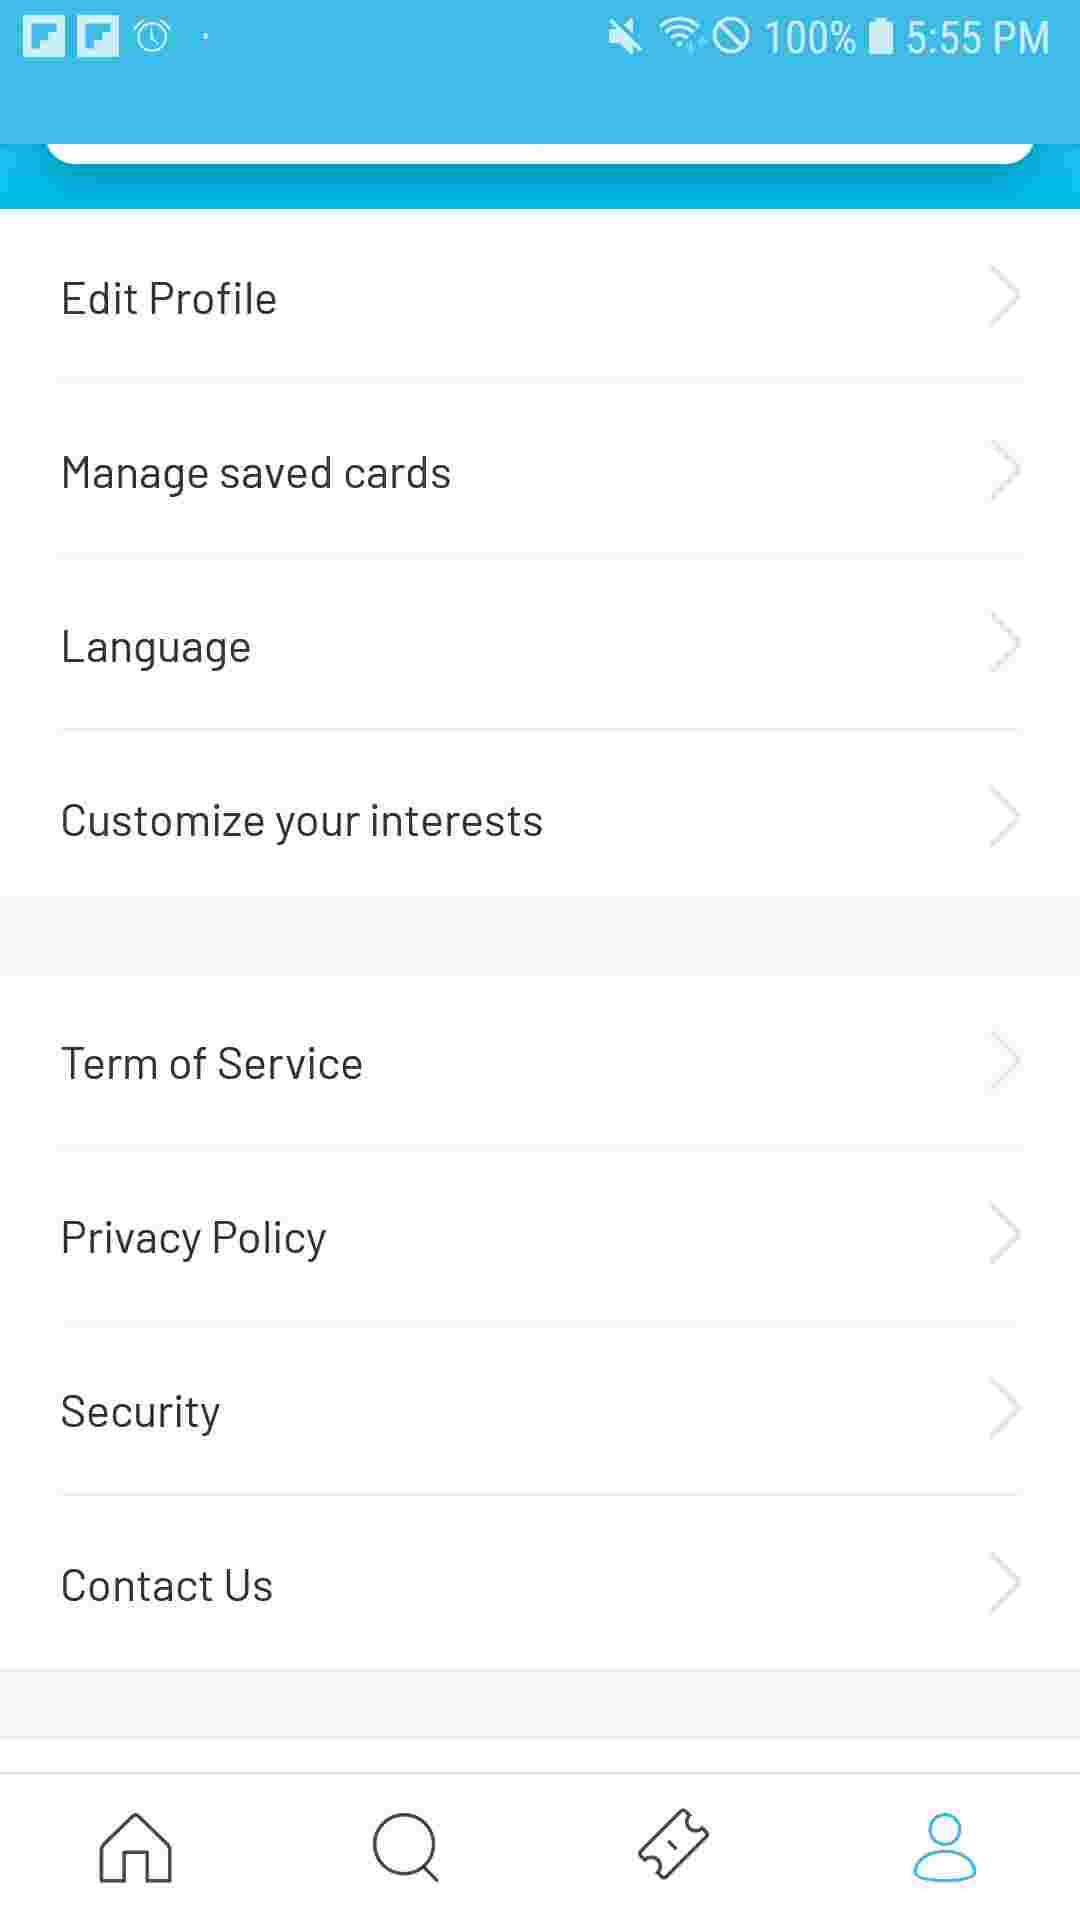 100% 5:55 PM
Edit Profile
Manage saved cards
Language
Customize your interests
Term of Service
Privacy Policy
Security
Contact Us